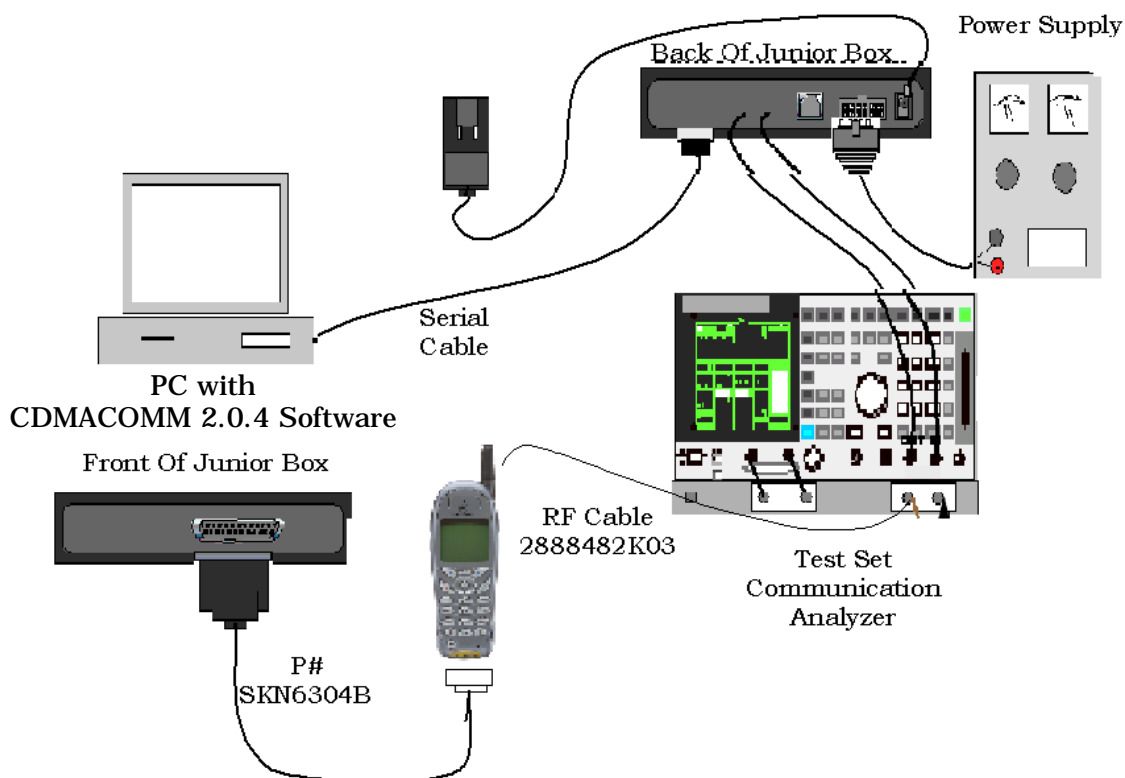 Power Supply
Back Of Junior Box
Serial
Cable
PC with
CDMACOMM 2.0.4 Software
Front Of Junior Box
RF Cable
2888482K03
Test Set
Communication
Analyzer
P#
SKN6304B